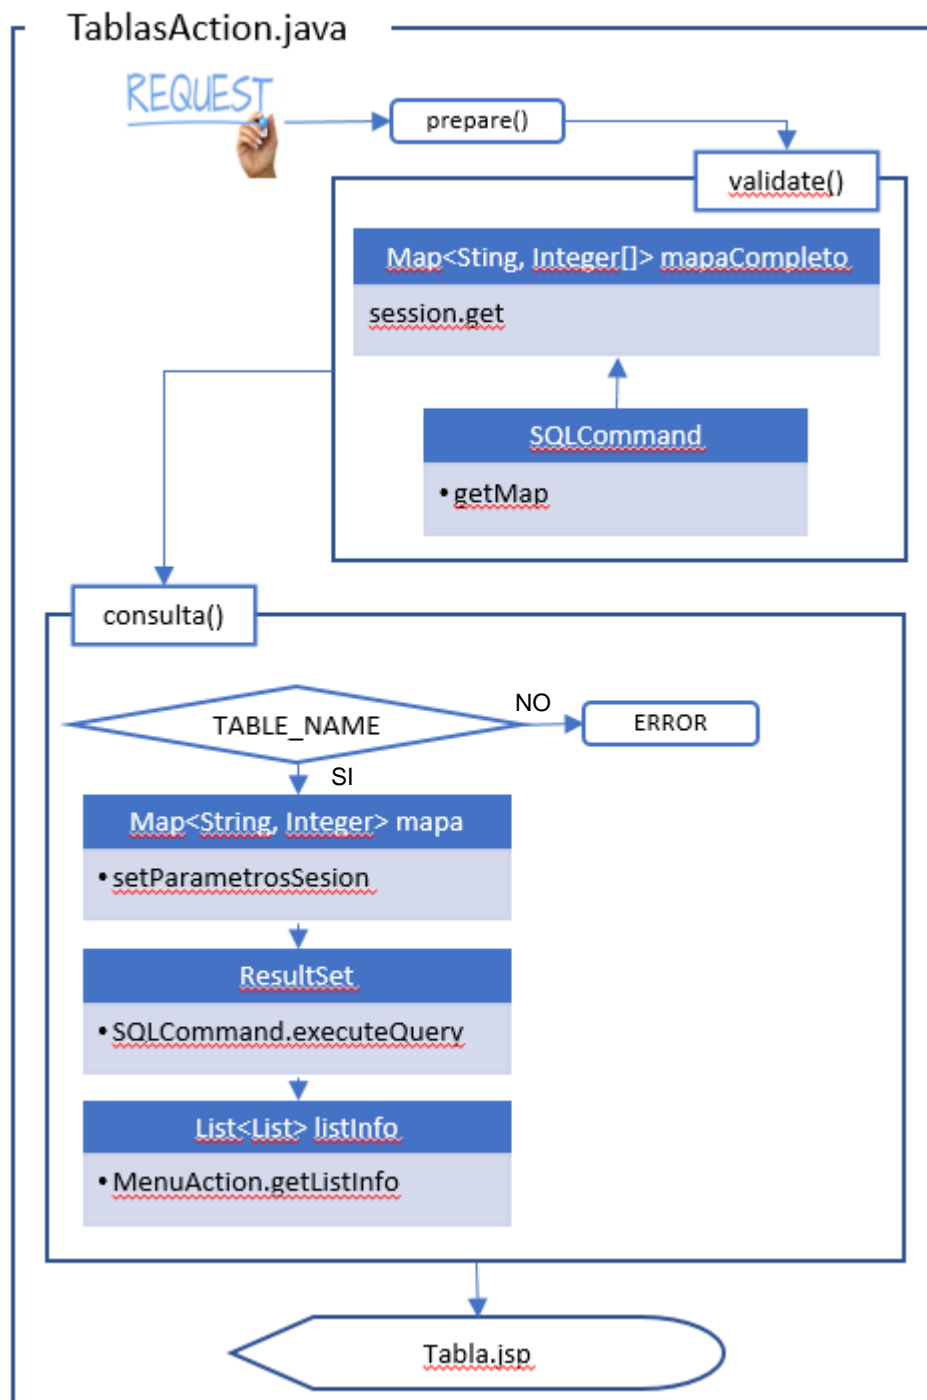 TablasAction.java
REQUEST
prepare()
validate()
Map<Sting, Integer[]> mapaCompleto
session.get
SQLCommand
• getMap
consulta()
TABLE_NAME
NO
ERROR
SI
Map<String, Integer> mapa
• setParametrosSesion
ResultSet
• SQLCommand.executeQuery
List<List> listInfo
• MenuAction.getListInfo
Tabla.jsp